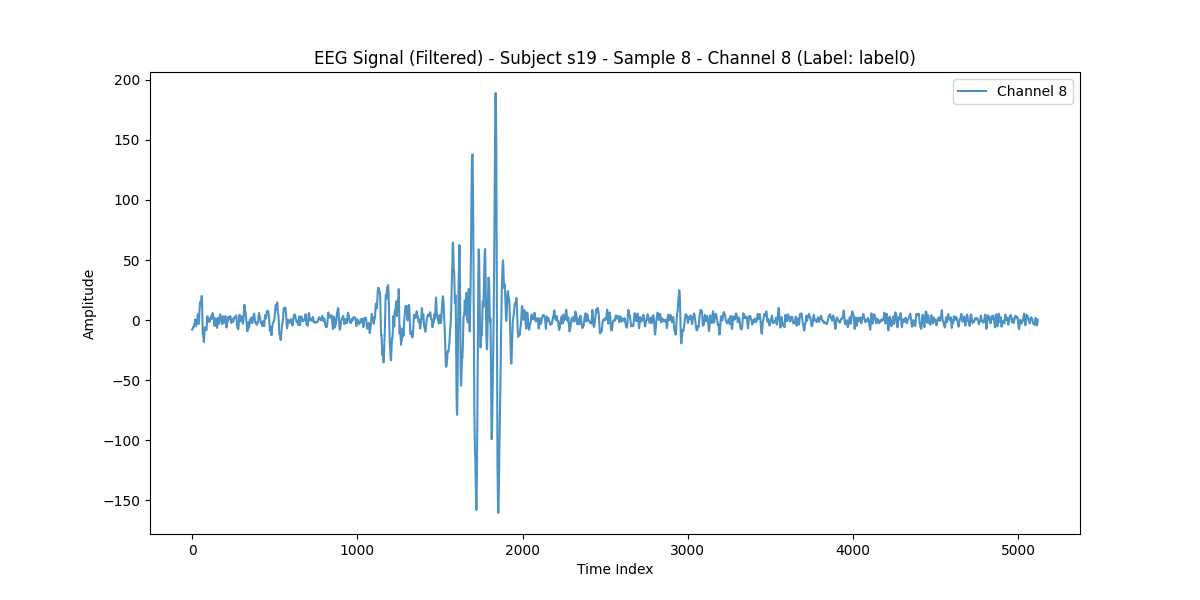 EEG Signal (Filtered) - Subject s19 - Sample 8 - Channel 8 (Label: label0)
Channel 8
200
150
100
50
0
−50
−100
−150
Amplitude
0 1000 2000 3000 4000 5000
Time Index